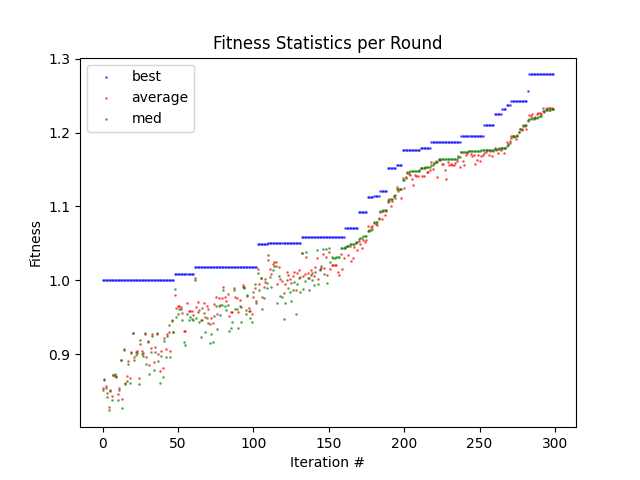 Fitness Statistics per Round
best
average
med
Fitness
1.3
1.2
1.1
1.0
0.9
0
50
100
150
200
250
300
Iteration #